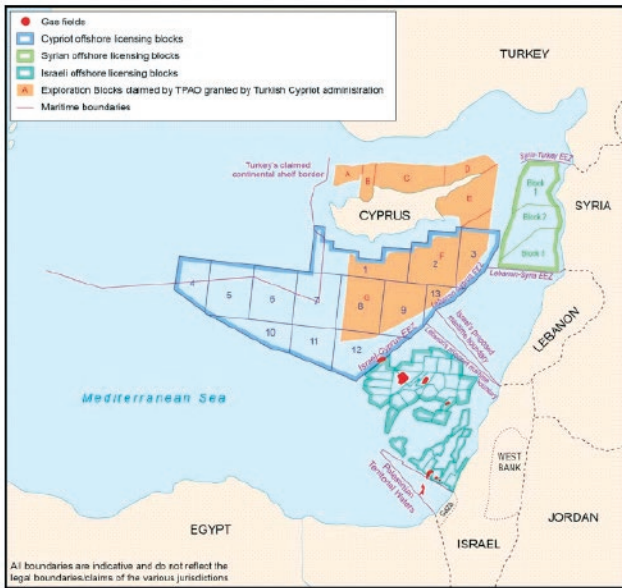 Gas fields
Cypriot offshore licensing blocks
Syrian offshore licensing blocks
Israeli offshore licensing blocks
A Exploration Blocks claimed by TPAO granted by Turkish Cypriot administration
Maritime boundaries
TURKEY
Turkey's claimed
continental shelf border
Syria-Turkey EEZ
A
B
C
D
E
Block
1
Block 2
SYRIA
CYPRUS
Lebanon-Syria EEZ
F
G
1
2
3
4
5
6
7
8
9
10
11
12
13
Israel-Cyprus EEZ
Israel's proposed
maritime boundary
LEBANON
Mediterranean Sea
Palestinian
Territorial Waters
WEST
BANK
Gaza
JORDAN
ISRAEL
EGYPT
All boundaries are indicative and do not reflect the
legal boundaries/claims of the various jurisdictions